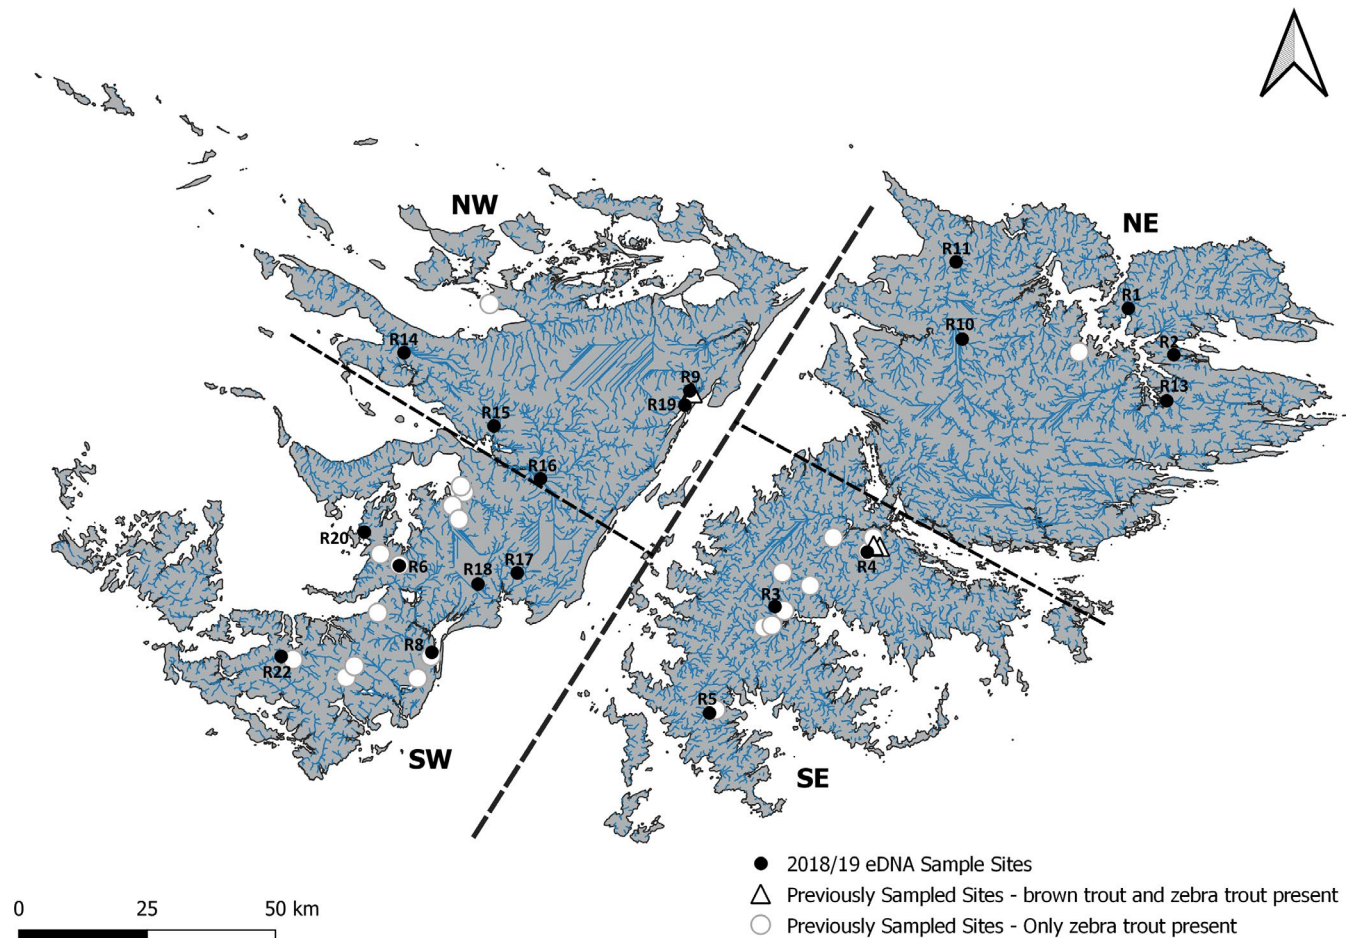 NW
NE
R11
R1
R10
R14
R2
R9
R13
R19
R15
R16
R20
R6
R18
R17
R4
R3
R8
R22
R5
SW
SE
2018/19 eDNA Sample Sites
Previously Sampled Sites - brown trout and zebra trout present
Previously Sampled Sites - Only zebra trout present
0 25 50 km